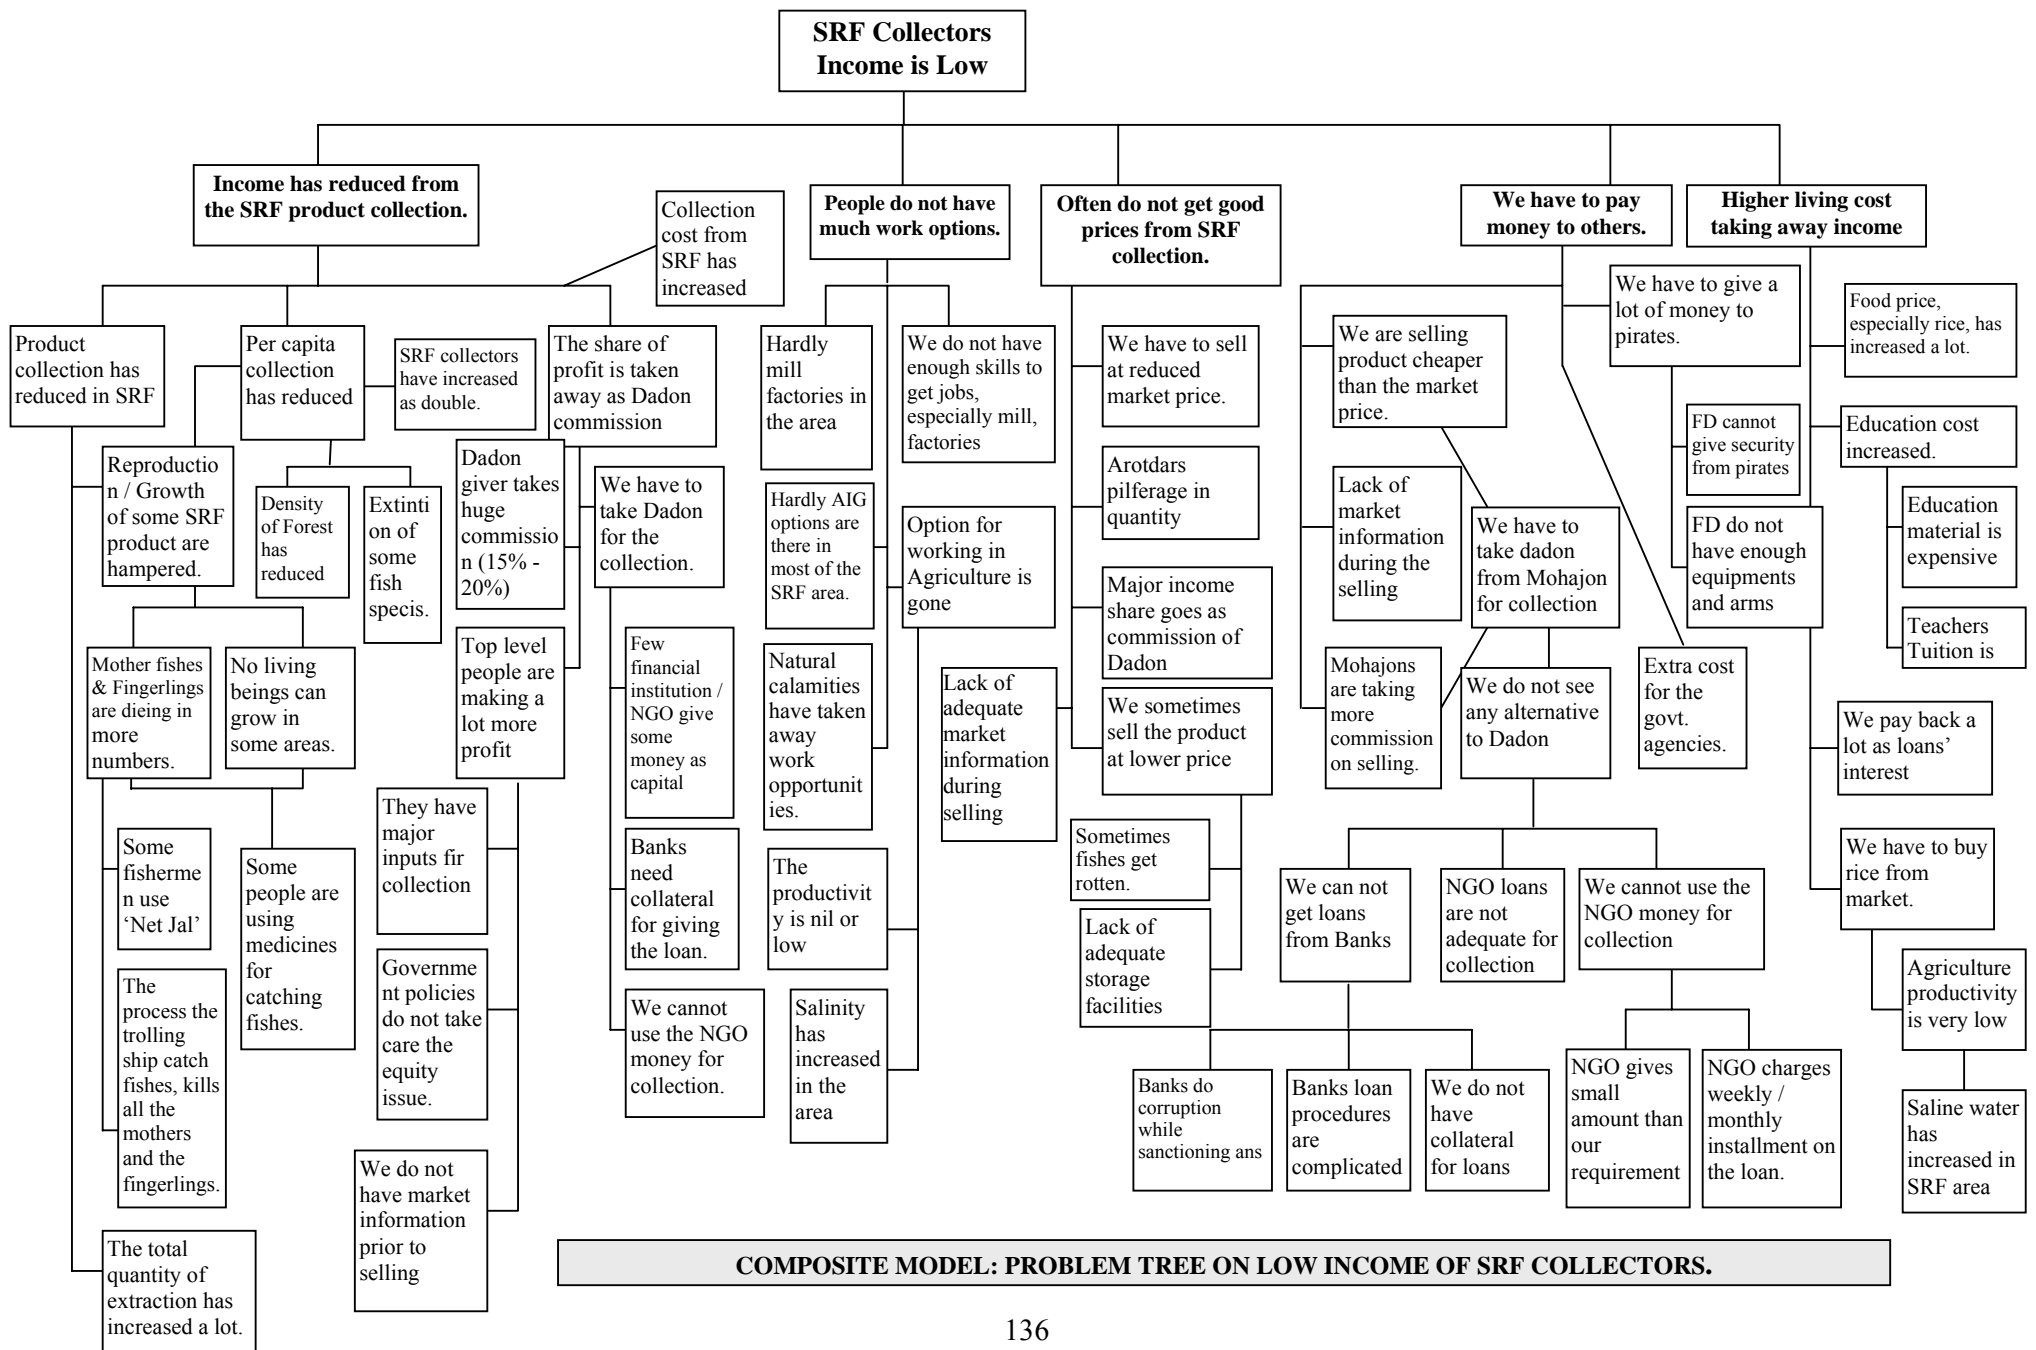 SRF Collectors
Income is Low
Income has reduced from
the SRF product collection.
Collection
cost from
SRF has
increased
People do not have
much work options.
Often do not get good
prices from SRF
collection.
We have to pay
money to others.
Higher living cost
taking away income
Product
collection has
reduced in SRF
Per capita
collection
has reduced
SRF collectors
have increased
as double.
The share of
profit is taken
away as Dadon
commission
Hardly
mill
factories in
the area
We do not have
enough skills to
get jobs,
especially mill,
factories
We have to sell
at reduced
market price.
We are selling
product cheaper
than the market
price.
We have to give a
lot of money to
pirates.
Food price,
especially rice, has
increased a lot.
Reproductio
n / Growth
of some SRF
product are
hampered.
Density
of Forest
has
reduced
Extinti
on of
some
fish
specis.
Dadon
giver takes
huge
commissio
n (15% -
20%)
We have to
take Dadon
for the
collection.
Hardly AIG
options are
there in
most of the
SRF area.
Option for
working in
Agriculture is
gone
Arotdars
pilferage in
quantity
Lack of
market
information
during the
selling
We have to
take dadon
from Mohajon
for collection
FD cannot
give security
from pirates
FD do not
have enough
equipments
and arms
Education cost
increased.
Education
material is
expensive
Teachers
Tuition is
Mother fishes
& Fingerlings
are dieing in
more
numbers.
No living
beings can
grow in
some areas.
Top level
people are
making a
lot more
profit
Few
financial
institution /
NGO give
some
money as
capital
Natural
calamities
have taken
away
work
opportunit
ies.
Lack of
adequate
market
information
during
selling
Major income
share goes as
commission of
Dadon
We sometimes
sell the product
at lower price
Mohajons
are taking
more
commission
on selling.
We do not see
any alternative
to Dadon
Extra cost
for the
govt.
agencies.
We pay back a
lot as loans’
interest
Some
fisherme
n use
‘Net Jal’
Some
people are
using
medicines
for
catching
fishes.
They have
major
inputs fir
collection
Banks
need
collateral
for giving
the loan.
The
productivit
y is nil or
low
Sometimes
fishes get
rotten.
Lack of
adequate
storage
facilities
We can not
get loans
from Banks
NGO loans
are not
adequate for
collection
We cannot use the
NGO money for
collection
We have to buy
rice from
market.
The
process the
trolling
ship catch
fishes, kills
all the
mothers
and the
fingerlings.
Governme
nt policies
do not take
care the
equity
issue.
We cannot
use the NGO
money for
collection.
Salinity
has
increased
in the
area
Agriculture
productivity
is very low
Banks do
corruption
while
sanctioning ans
Banks loan
procedures
are
complicated
We do not
have
collateral
for loans
NGO gives
small
amount than
our
requirement
NGO charges
weekly /
monthly
installment on
the loan.
Saline water
has
increased in
SRF area
We do not
have market
information
prior to
selling
The total
quantity of
extraction has
increased a lot.
COMPOSITE MODEL: PROBLEM TREE ON LOW INCOME OF SRF COLLECTORS.
136